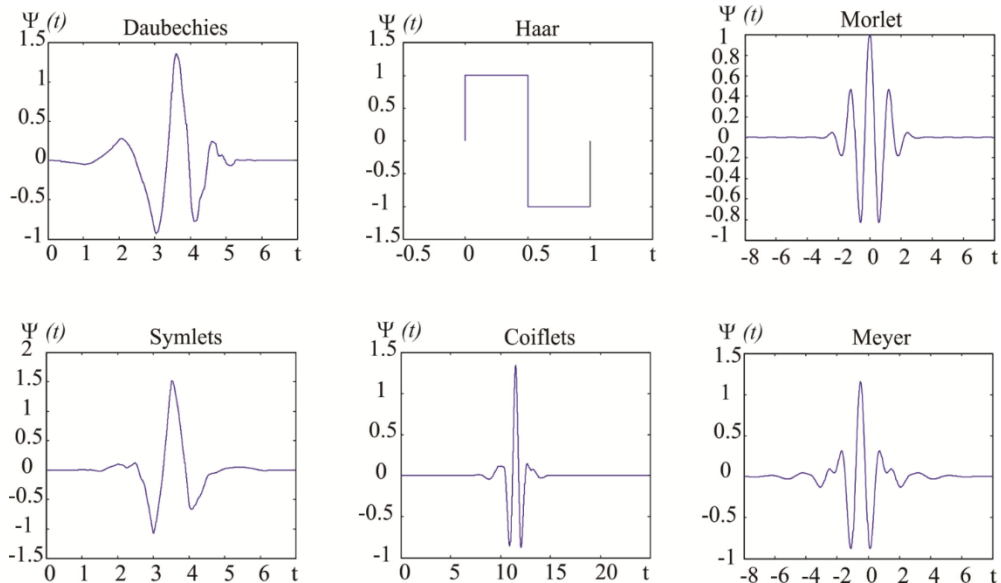 Ψ (t)
Daubechies
1.5
1
0.5
0
-0.5
-1
0 1 2 3 4 5 6 t
Ψ (t)
Haar
1.5
1
0.5
0
-0.5
-1
-1.5
-0.5 0 0.5 1 t
Ψ (t)
Morlet
1
0.8
0.6
0.4
0.2
0
-0.2
-0.4
-0.6
-0.8
1
-8 -6 -4 -2 0 2 4 6 t
Ψ (t)
Symlets
2
1.5
1
0.5
0
-0.5
-1
1.5
0 1 2 3 4 5 6 t
Ψ (t)
Coiflets
1.5
1
0.5
0
-0.5
-1
0 5 10 15 20 t
Ψ (t)
Meyer
1.5
1
0.5
0
-0.5
-1
-8 -6 -4 -2 0 2 4 6 t